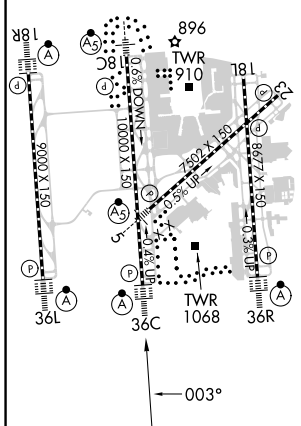 18R
A
A5
18C
896
TWR
910
18L
23
P
P
P
0.6% DOWN
9000 X 150
10000 X 150
7502 X 150
0.5% UP
8677 X 150
P
A5
5
0.4% UP
0.3% UP
P
P
P
A
A
A
TWR
1068
36L
36C
36R
003°